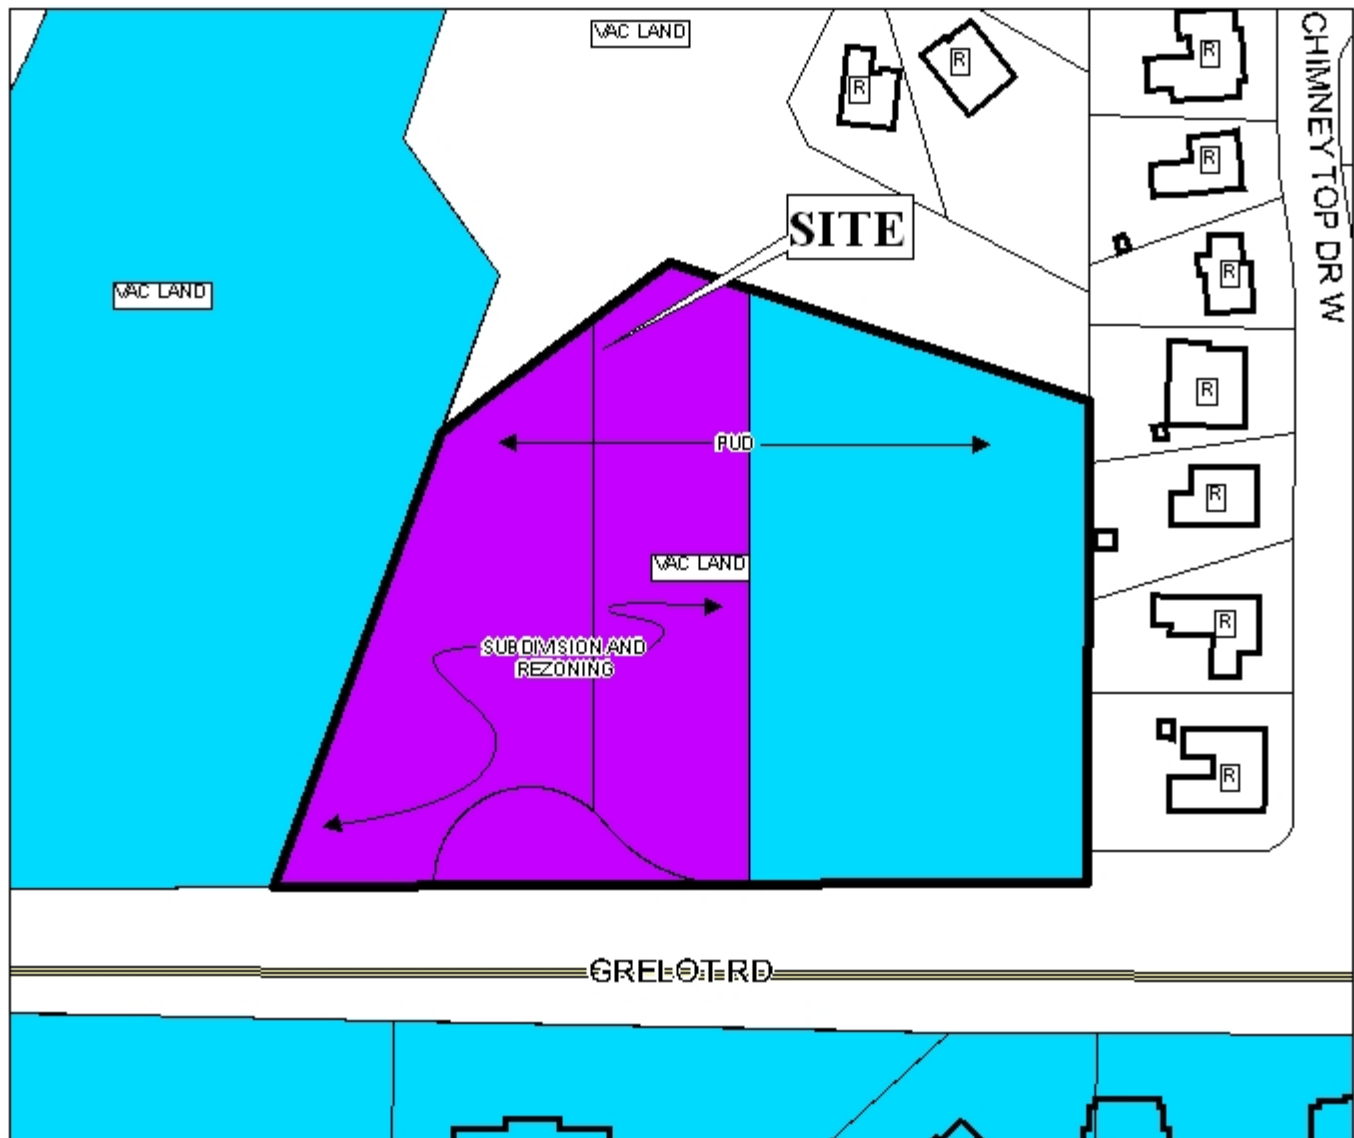 VAC LAND
R
R
R
CHIMNEY TOP DR W
R
SITE
R
VAC LAND
R
PUD
R
VAC LAND
R
SUBDIVISION AND
REZONING
R
GRELOT RD